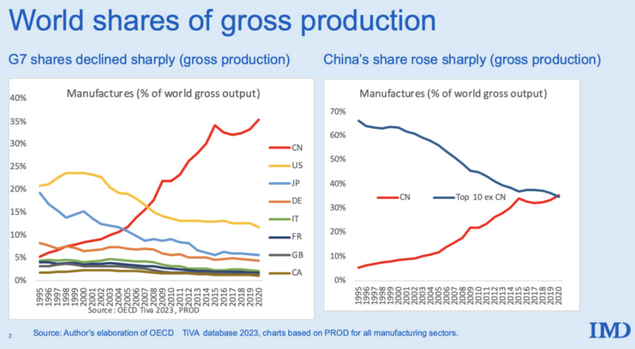 World shares of gross production
G7 shares declined sharply (gross production)
China's share rose sharply (gross production)
Manufactures (% of world gross output)
40%
35%
30%
25%
20%
15%
10%
5%
0%
1995 1996 1997 1998 1999 2000 2001 2002 2003 2004 2005 2006 2007 2008 2009 2010 2011 2012 2013 2014 2015 2016 2017 2018 2019 2020
CN
US
JP
DE
IT
FR
GB
CA
Source: OECD Tiva 2023, PROD
Manufactures (% of world gross output)
70%
60%
50%
40%
30%
20%
10%
0%
CN
Top 10 ex CN
1995 1996 1997 1998 1999 2000 2001 2002 2003 2004 2005 2006 2007 2008 2009 2010 2011 2012 2013 2014 2015 2016 2017 2018 2019 2020
2
Source: Author's elaboration of OECD TiVA database 2023, charts based on PROD for all manufacturing sectors.
IMD